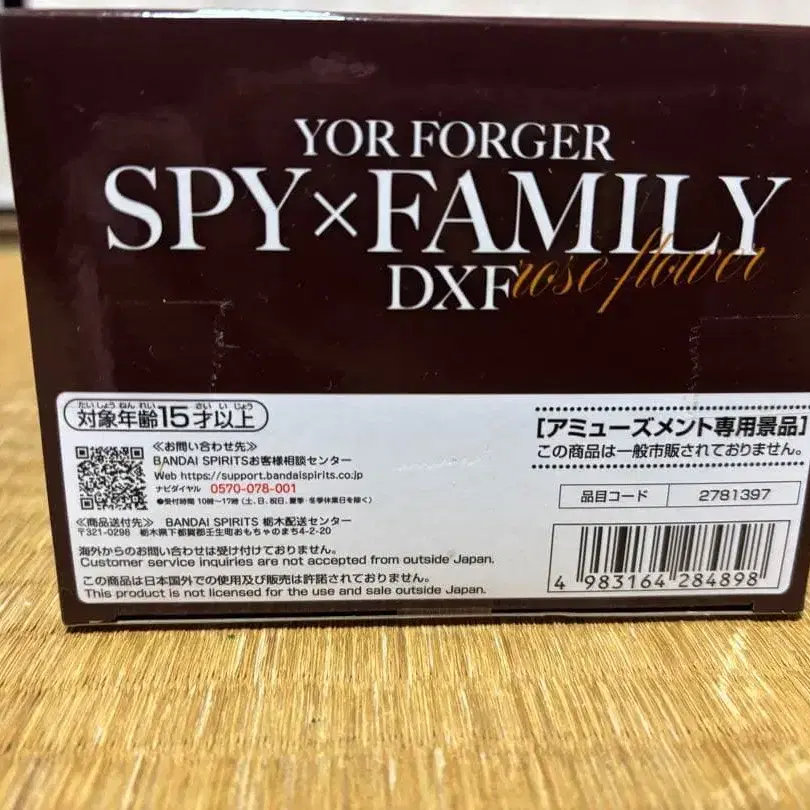 YOR FORGER
SPY×FAMILY
DXF rose flower
たいしょうねんれい さいいじょう
対象年齢15才以上
≪お問い合わせ先≫
BANDAI SPIRITSお客様相談センター
Web https://support.bandaispirits.co.jp
ナビダイヤル 0570-078-001
●受付時間 10時〜17時(土、日、祝日、夏季・冬季休業日を除く)
≪商品送付先≫ BANDAI SPIRITS 栃木配送センター
〒321-0298 栃木県下都賀郡壬生町おもちゃのまち4-2-20
海外からのお問い合わせは受け付けておりません。
Customer service inquiries are not accepted from outside Japan.
この商品は日本国外での使用及び販売は許諾されておりません。
This product is not licensed for the use and sale outside Japan.
[アミューズメント専用景品]
この商品は一般市販されておりません。
品目コード 2781397
4 983164 284898